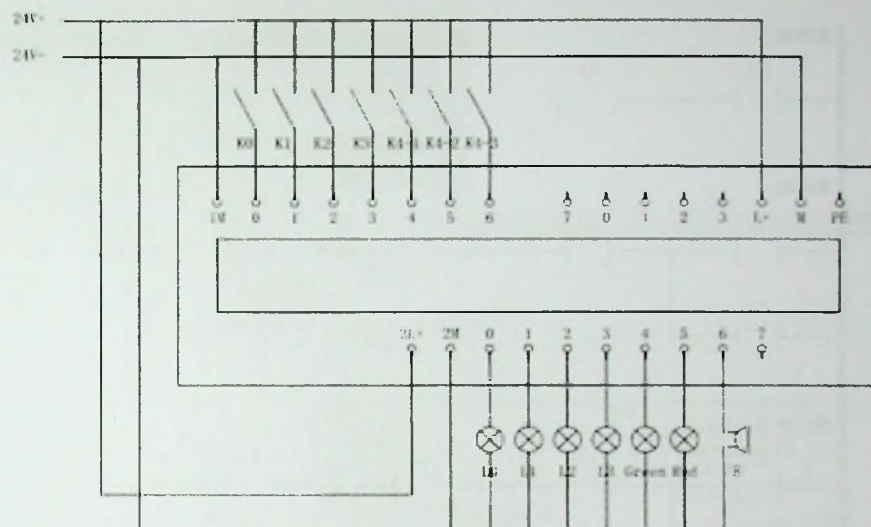 24V+
24V-
K0 K1 K2 K3 K4-1 K4-2 K4-3
1M 0 1 2 3 4 5 6 7 0 1 2 3 L+ M PE
2L+ 2M 0 1 2 3 4 5 6 7
L1 L2 L3 Green Red